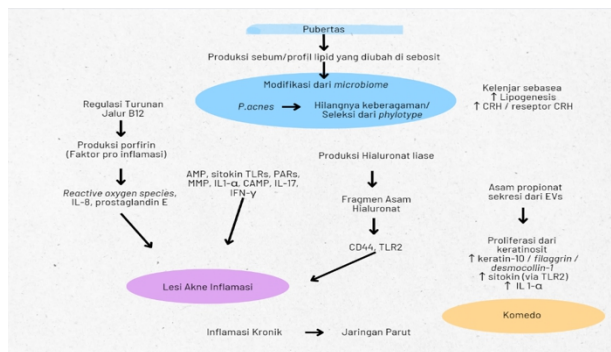 Pubertas
Produksi sebum/profil lipid yang diubah di sebosit
Modifikasi dari microbiome
P.acnes
Hilangnya keberagaman/
Seleksi dari phylotype
Kelenjar sebasea
↑ Lipogenesis
↑ CRH / reseptor CRH
Regulasi Turunan
Jalur B12
Produksi porfirin
(Faktor pro inflamasi)
Reactive oxygen species,
IL-8, prostaglandin E
AMP, sitokin TLRs, PARs,
MMP, IL1-α, CAMP, IL-17,
IFN-γ
Produksi Hialuronat liase
Fragmen Asam
Hialuronat
CD44, TLR2
Asam propionat
sekresi dari EVs
Proliferasi dari
keratinosit
↑ keratin-10 / filaggrin /
desmocollin-1
↑ sitokin (via TLR2)
↑ IL 1-α
Lesi Akne Inflamasi
Komedo
Inflamasi Kronik
Jaringan Parut